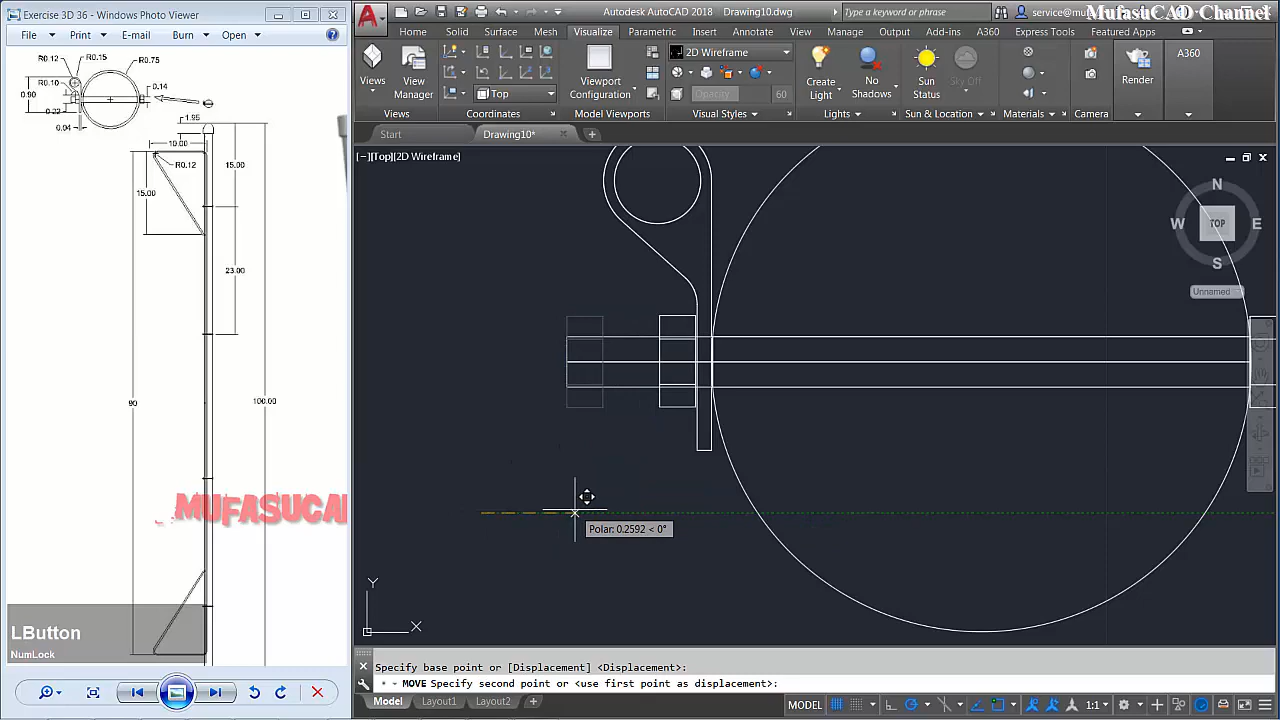 Exercise 3D 36 - Windows Photo Viewer
File Print E-mail Burn Open
R0.12
R0.15
R0.75
R0.10
0.14
0.90
0.22
0.04
1.95
10.00
15.00
R0.12
15.00
23.00
80
100.00
MUFASUCA
LButton
NumLock
Autodesk AutoCAD 2018 Drawing10.dwg
Type a keyword or phrase
service@mufas
MufasuCAD Channel
Home Solid Surface Mesh Visualize Parametric Insert Annotate View Manage Output Add-ins A360 Express Tools Featured Apps
Views
View
Manager
Top
Coordinates
Viewport
Configuration
Model Viewports
2D Wireframe
Opacity 60
Visual Styles
Create
Light
No
Shadows
Lights
Sun
Status
Sky Off
Sun & Location
Materials
Camera
Render
A360
Start Drawing10*
[−][Top][2D Wireframe]
N
W TOP E
S
Unnamed
Polar: 0.2592 < 0°
Y
X
Specify base point or [Displacement] <Displacement>:
MOVE Specify second point or <use first point as displacement>:
Model Layout1 Layout2 +
MODEL 1:1